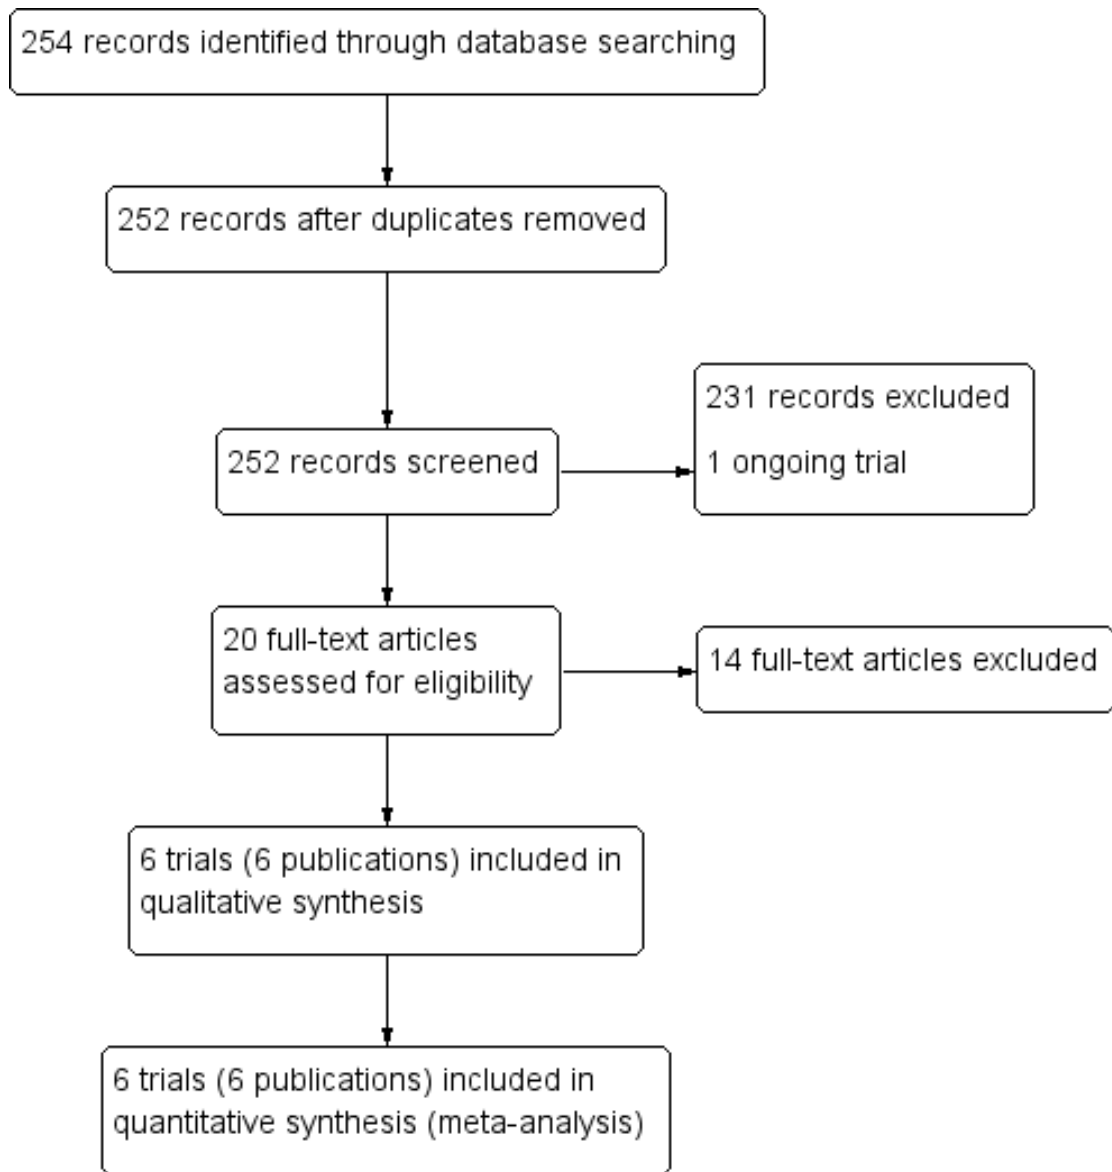 254 records identified through database searching
252 records after duplicates removed
231 records excluded
1 ongoing trial
252 records screened
20 full-text articles
assessed for eligibility
14 full-text articles excluded
6 trials (6 publications) included in
qualitative synthesis
6 trials (6 publications) included in
quantitative synthesis (meta-analysis)